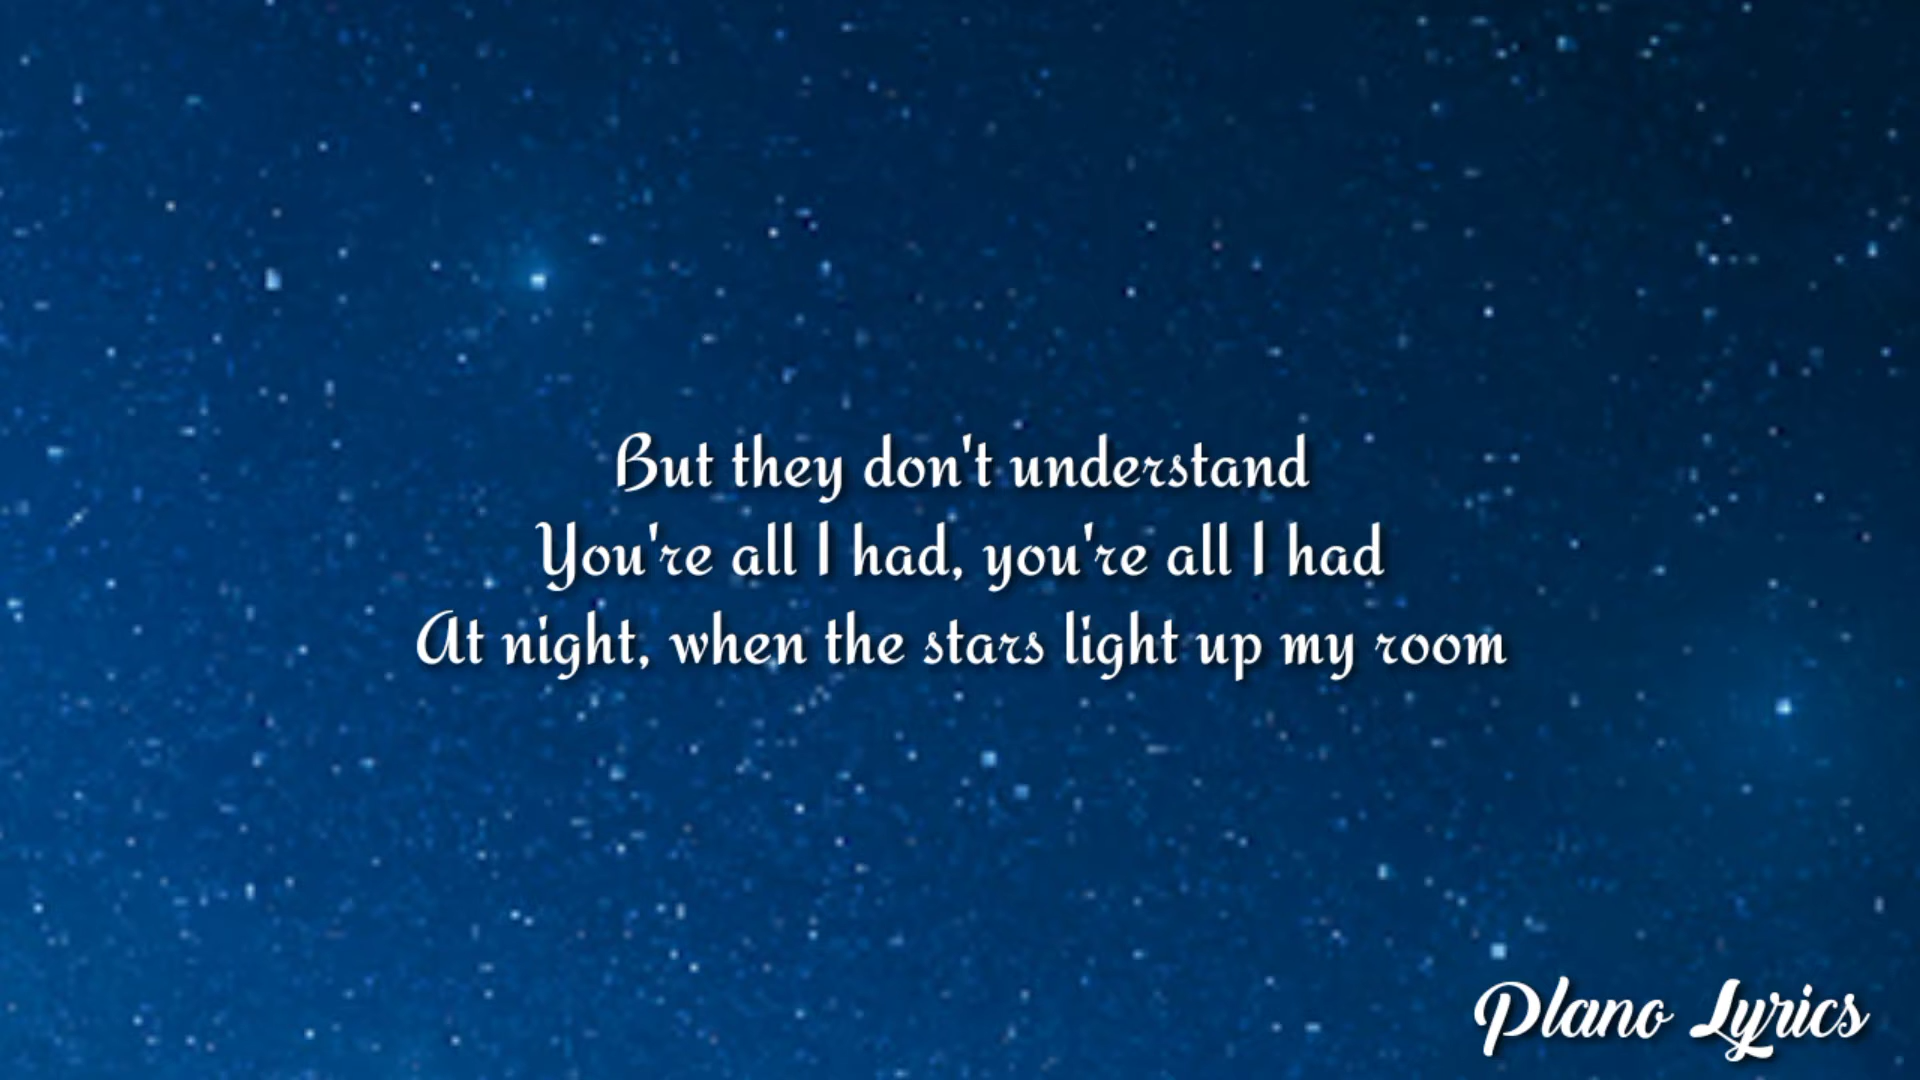 But they don't understand
You're all I had, you're all I had
At night, when the stars light up my room
Plano Lyrics